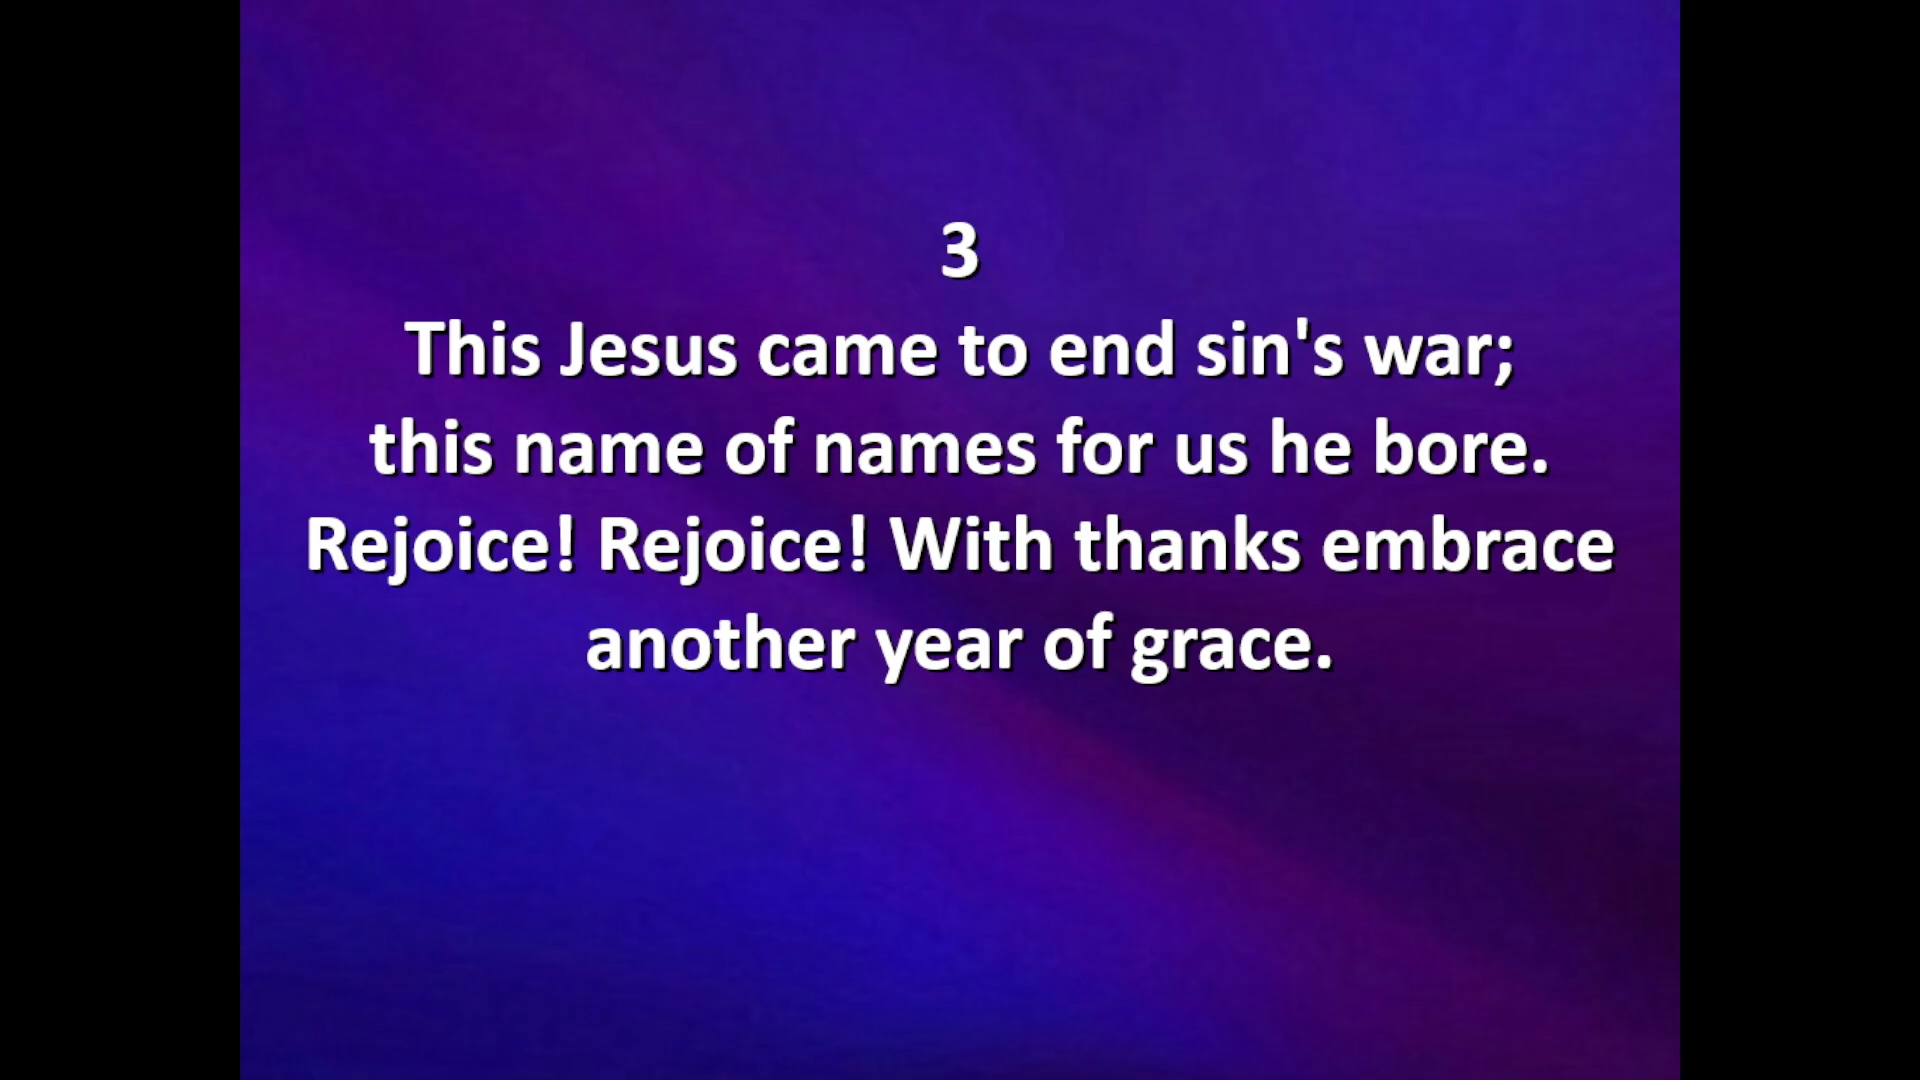 3
This Jesus came to end sin's war;
this name of names for us he bore.
Rejoice! Rejoice! With thanks embrace
another year of grace.